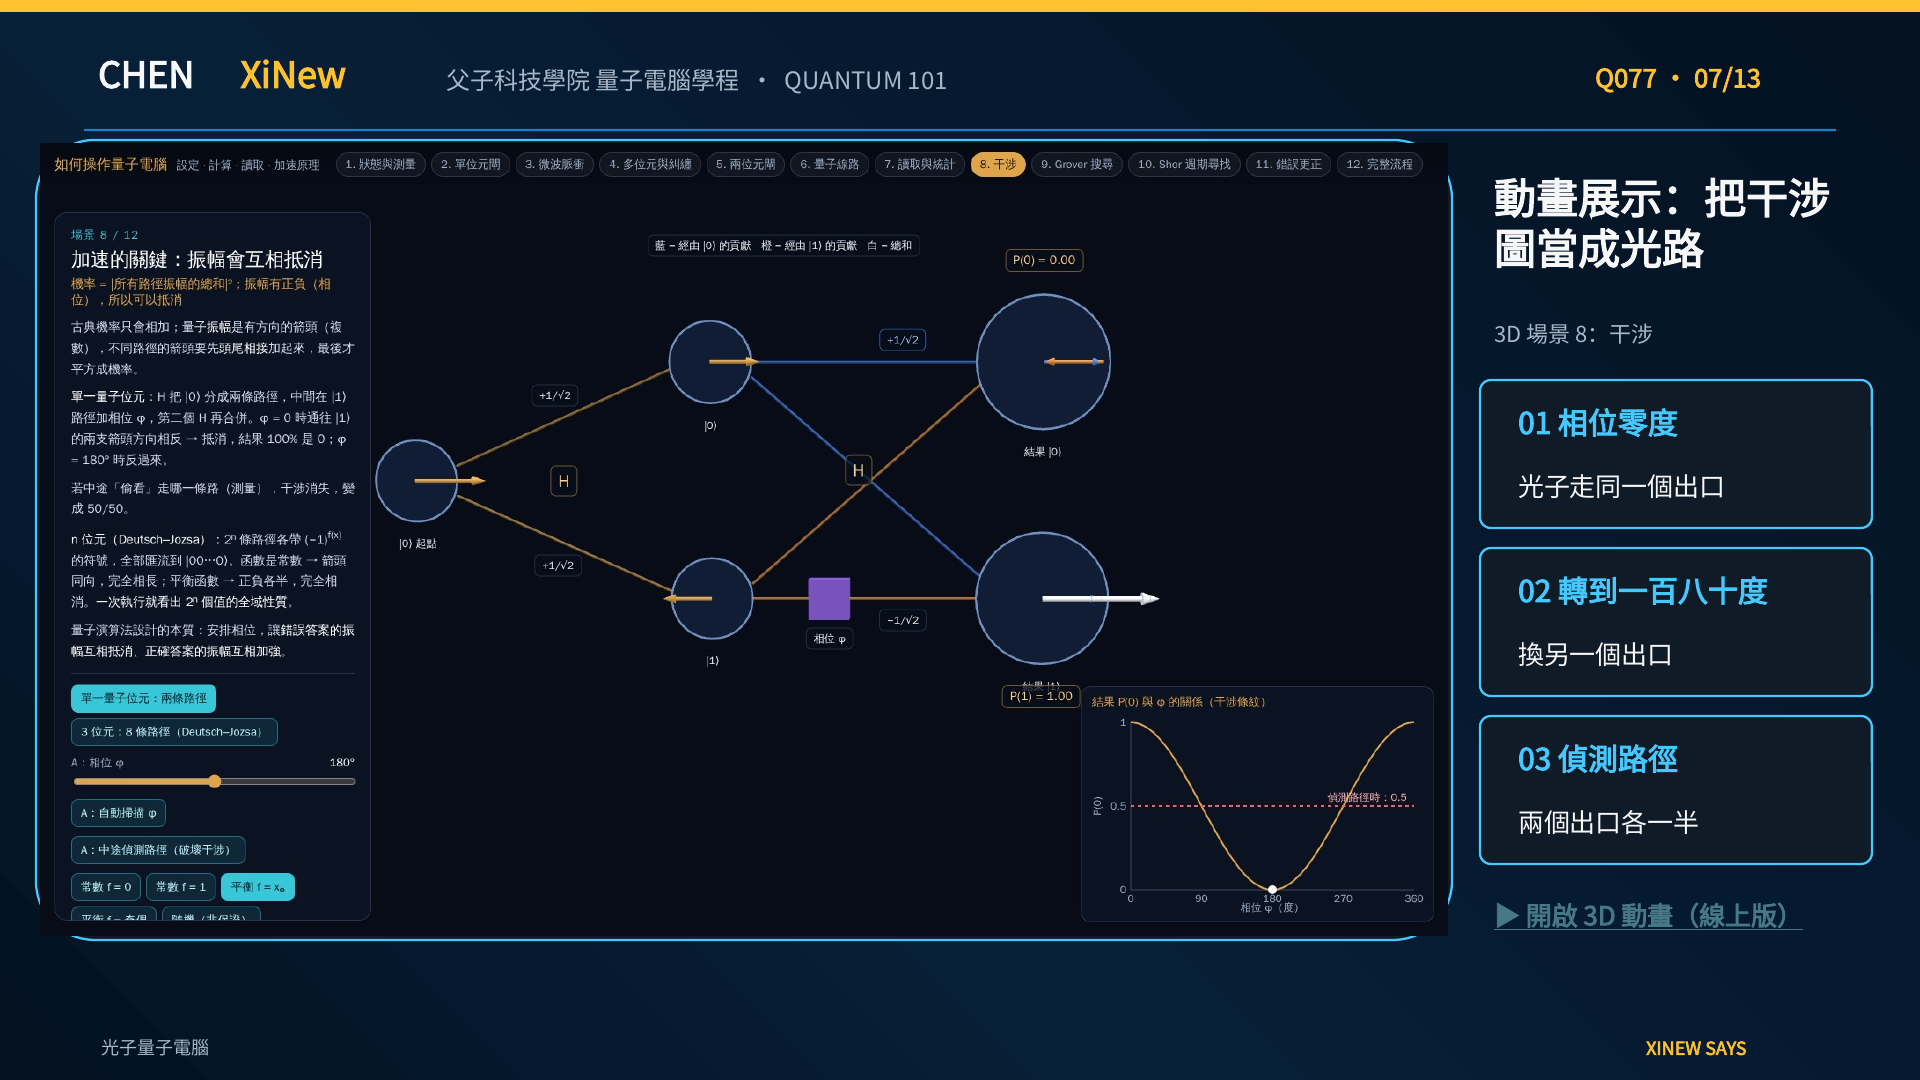 CHEN XiNew
父子科技學院 量子電腦學程 · QUANTUM 101
Q077 · 07/13
如何操作量子電腦 設定 · 計算 · 讀取 · 加速原理
1. 狀態與測量
2. 單位元閘
3. 微波脈衝
4. 多位元與糾纏
5. 兩位元閘
6. 量子線路
7. 讀取與統計
8. 干涉
9. Grover 搜尋
10. Shor 週期尋找
11. 錯誤更正
12. 完整流程
場景 8 / 12
加速的關鍵：振幅會互相抵消
機率 = |所有路徑振幅的總和|²；振幅有正負（相
位），所以可以抵消
古典機率只會相加；量子振幅是有方向的箭頭（複
數），不同路徑的箭頭要先頭尾相接加起來，最後才
平方成機率。
單一量子位元：H 把 |0⟩ 分成兩條路徑，中間在 |1⟩
路徑加相位 φ，第二個 H 再合併。φ = 0 時通往 |1⟩
的兩支箭頭方向相反 → 抵消，結果 100% 是 0；φ
= 180° 時反過來。
若中途「偷看」走哪一條路（測量），干涉消失，變
成 50/50。
n 位元（Deutsch–Jozsa）：2ⁿ 條路徑各帶 (−1)^f(x)
的符號，全部匯流到 |00⋯0⟩。函數是常數 → 箭頭
同向，完全相長；平衡函數 → 正負各半，完全相
消。一次執行就看出 2ⁿ 個值的全域性質。
量子演算法設計的本質：安排相位，讓錯誤答案的振
幅互相抵消、正確答案的振幅互相加強。
單一量子位元：兩條路徑
3 位元：8 條路徑（Deutsch–Jozsa）
A：相位 φ 180°
A：自動掃描 φ
A：中途偵測路徑（破壞干涉）
常數 f = 0
常數 f = 1
平衡 f = x₀
平衡 f = 奇偶
隨機（非保證）
藍 = 經由 |0⟩ 的貢獻 橙 = 經由 |1⟩ 的貢獻 白 = 總和
P(0) = 0.00
+1/√2
+1/√2
|0⟩
結果 |0⟩
H
H
|0⟩ 起點
+1/√2
相位 φ
−1/√2
|1⟩
結果 |1⟩
P(1) = 1.00
結果 P(0) 與 φ 的關係（干涉條紋）
1
0.5
0
P(0)
偵測路徑時：0.5
0 90 180 270 360
相位 φ（度）
動畫展示：把干涉
圖當成光路
3D 場景 8：干涉
01 相位零度
光子走同一個出口
02 轉到一百八十度
換另一個出口
03 偵測路徑
兩個出口各一半
▶ 開啟 3D 動畫（線上版）
光子量子電腦
XINEW SAYS